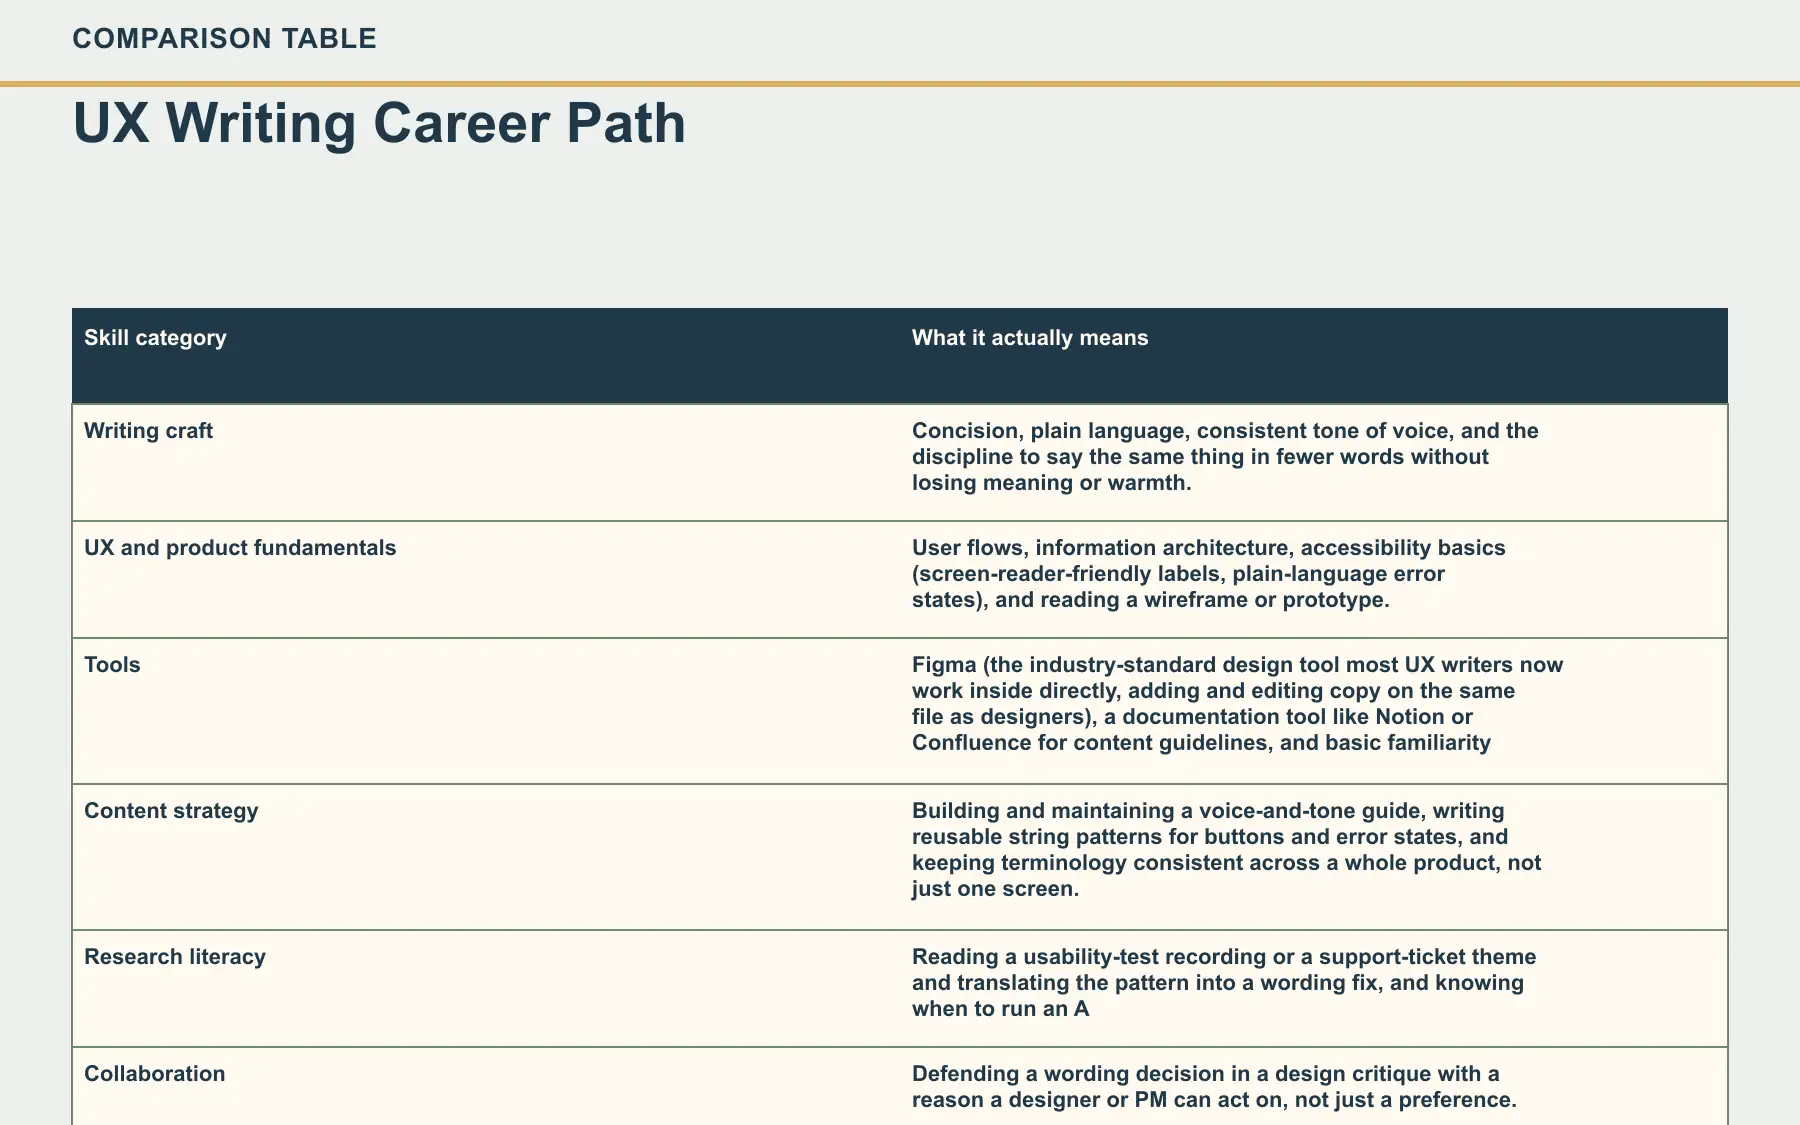 COMPARISON TABLE
UX Writing Career Path
Skill category
What it actually means
Writing craft
Concision, plain language, consistent tone of voice, and the
discipline to say the same thing in fewer words without
losing meaning or warmth.
UX and product fundamentals
User flows, information architecture, accessibility basics
(screen-reader-friendly labels, plain-language error
states), and reading a wireframe or prototype.
Tools
Figma (the industry-standard design tool most UX writers now
work inside directly, adding and editing copy on the same
file as designers), a documentation tool like Notion or
Confluence for content guidelines, and basic familiarity
Content strategy
Building and maintaining a voice-and-tone guide, writing
reusable string patterns for buttons and error states, and
keeping terminology consistent across a whole product, not
just one screen.
Research literacy
Reading a usability-test recording or a support-ticket theme
and translating the pattern into a wording fix, and knowing
when to run an A
Collaboration
Defending a wording decision in a design critique with a
reason a designer or PM can act on, not just a preference.